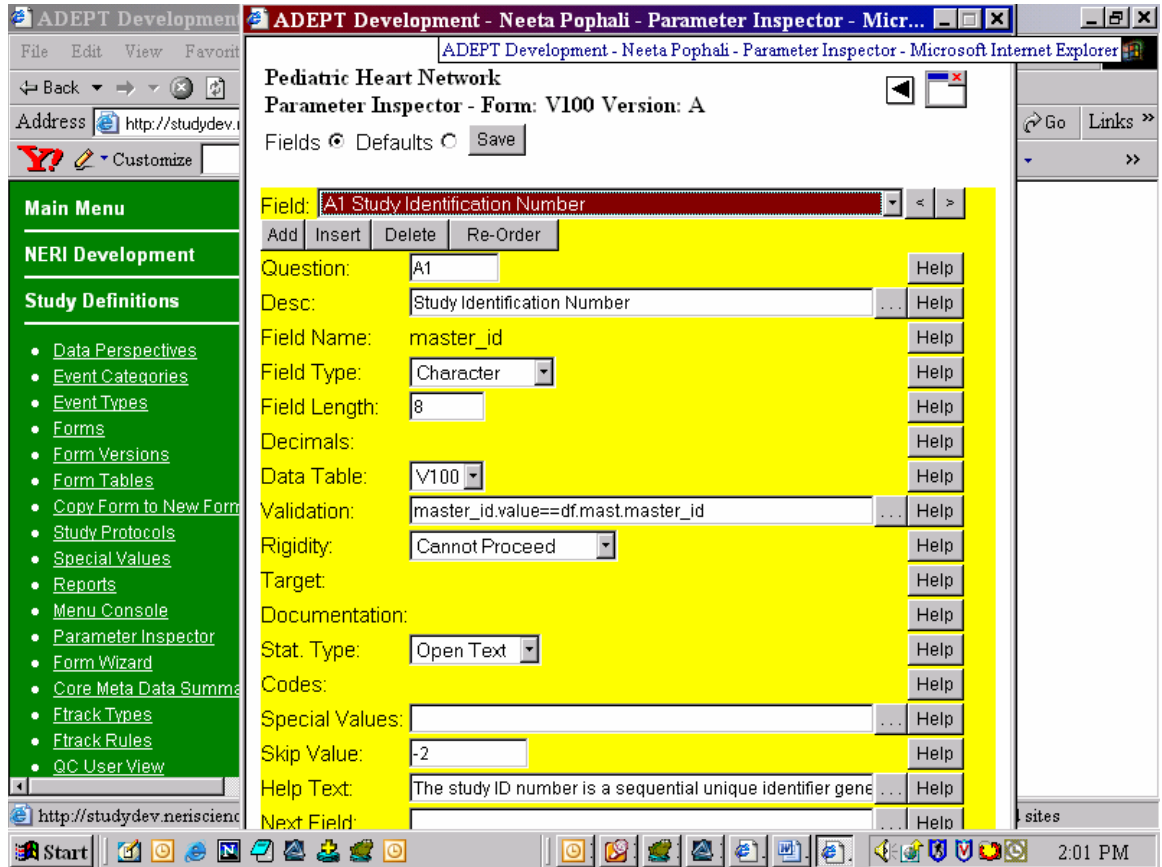 ADEPT Development
ADEPT Development - Neeta Pophali - Parameter Inspector - Micr...
File Edit View Favorit
ADEPT Development - Neeta Pophali - Parameter Inspector - Microsoft Internet Explorer
Back
Pediatric Heart Network
Parameter Inspector - Form: V100 Version: A
Address http://studydev.
Go Links »
Fields Defaults Save
Y! Customize
»
Main Menu
NERI Development
Study Definitions
Data Perspectives
Event Categories
Event Types
Forms
Form Versions
Form Tables
Copy Form to New Form
Study Protocols
Special Values
Reports
Menu Console
Parameter Inspector
Form Wizard
Core Meta Data Summa
Ftrack Types
Ftrack Rules
QC User View
Field: A1 Study Identification Number < >
Add Insert Delete Re-Order
Question: A1 Help
Desc: Study Identification Number ... Help
Field Name: master_id Help
Field Type: Character Help
Field Length: 8 Help
Decimals: Help
Data Table: V100 Help
Validation: master_id.value==df.mast.master_id ... Help
Rigidity: Cannot Proceed Help
Target: Help
Documentation: Help
Stat. Type: Open Text Help
Codes: Help
Special Values: ... Help
Skip Value: -2 Help
Help Text: The study ID number is a sequential unique identifier gene ... Help
Next Field: Help
http://studydev.neriscienc
sites
Start
2:01 PM